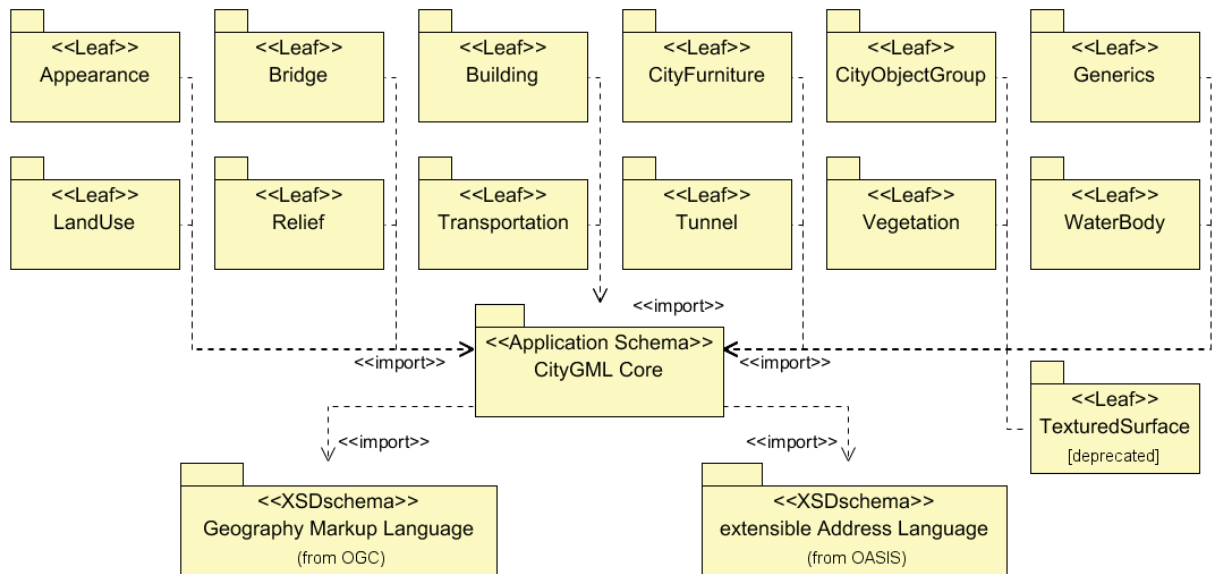 <<Leaf>>
Appearance
<<Leaf>>
Bridge
<<Leaf>>
Building
<<Leaf>>
CityFurniture
<<Leaf>>
CityObjectGroup
<<Leaf>>
Generics
<<Leaf>>
LandUse
<<Leaf>>
Relief
<<Leaf>>
Transportation
<<Leaf>>
Tunnel
<<Leaf>>
Vegetation
<<Leaf>>
WaterBody
<<import>>
<<Application Schema>>
CityGML Core
<<import>>
<<import>>
<<Leaf>>
TexturedSurface
[deprecated]
<<import>>
<<import>>
<<XSDschema>>
Geography Markup Language
(from OGC)
<<XSDschema>>
extensible Address Language
(from OASIS)